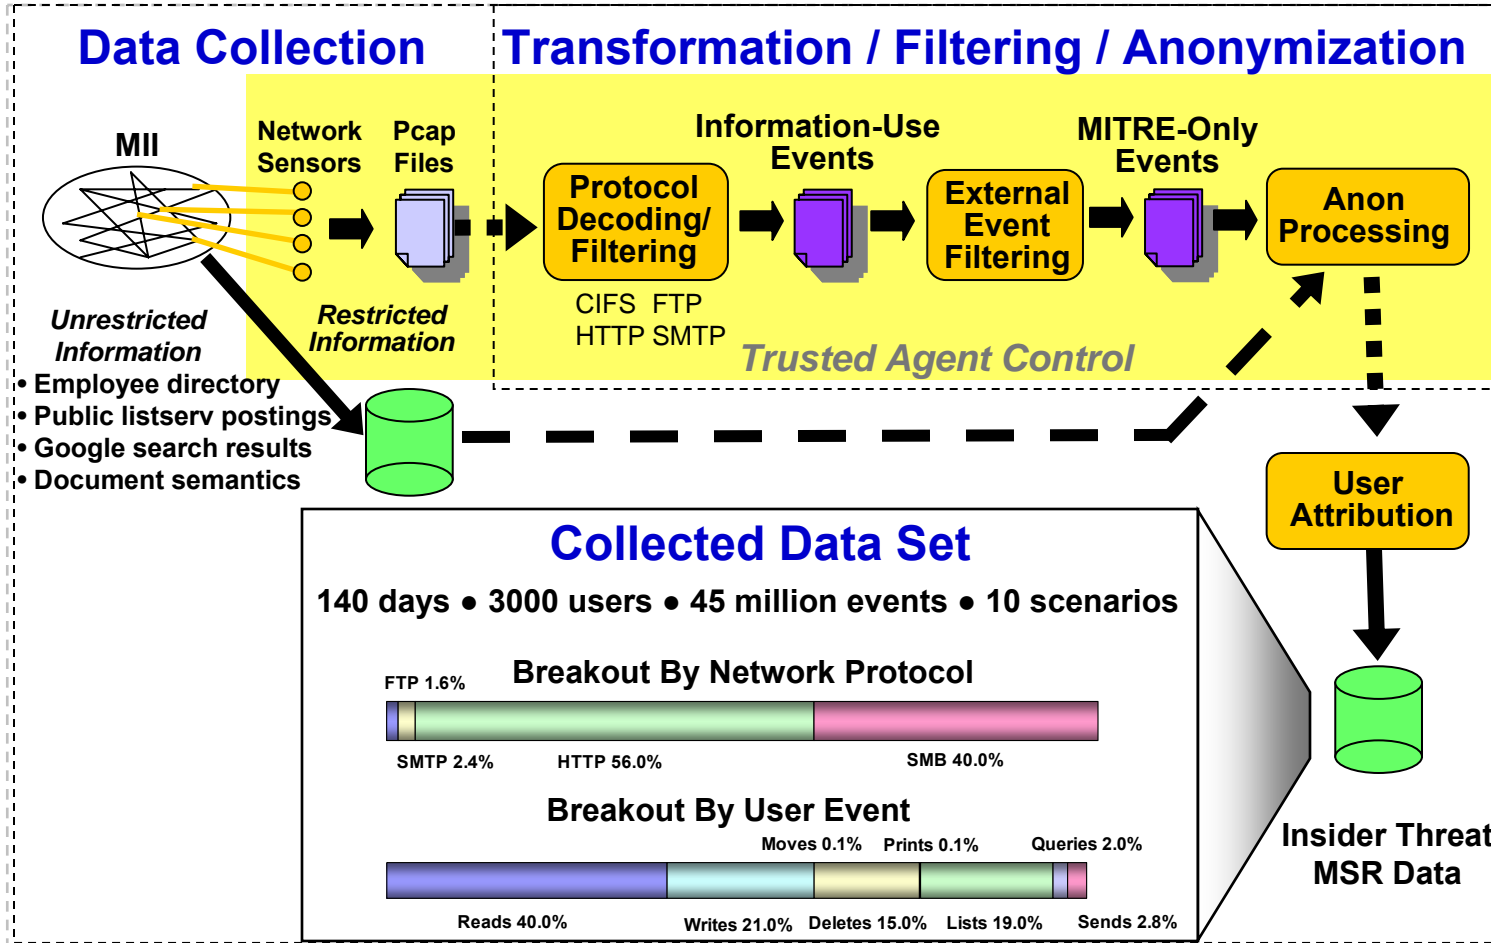 Data Collection
Transformation / Filtering / Anonymization
MII
Network
Sensors
Pcap
Files
Information-Use
Events
MITRE-Only
Events
Protocol
Decoding/
Filtering
External
Event
Filtering
Anon
Processing
CIFS FTP
HTTP SMTP
Unrestricted
Information
Restricted
Information
Trusted Agent Control
• Employee directory
• Public listserv postings
• Google search results
• Document semantics
User
Attribution
Collected Data Set
140 days ● 3000 users ● 45 million events ● 10 scenarios
Breakout By Network Protocol
FTP 1.6%
SMTP 2.4%
HTTP 56.0%
SMB 40.0%
Breakout By User Event
Moves 0.1%
Prints 0.1%
Queries 2.0%
Reads 40.0%
Writes 21.0%
Deletes 15.0%
Lists 19.0%
Sends 2.8%
Insider Threat
MSR Data